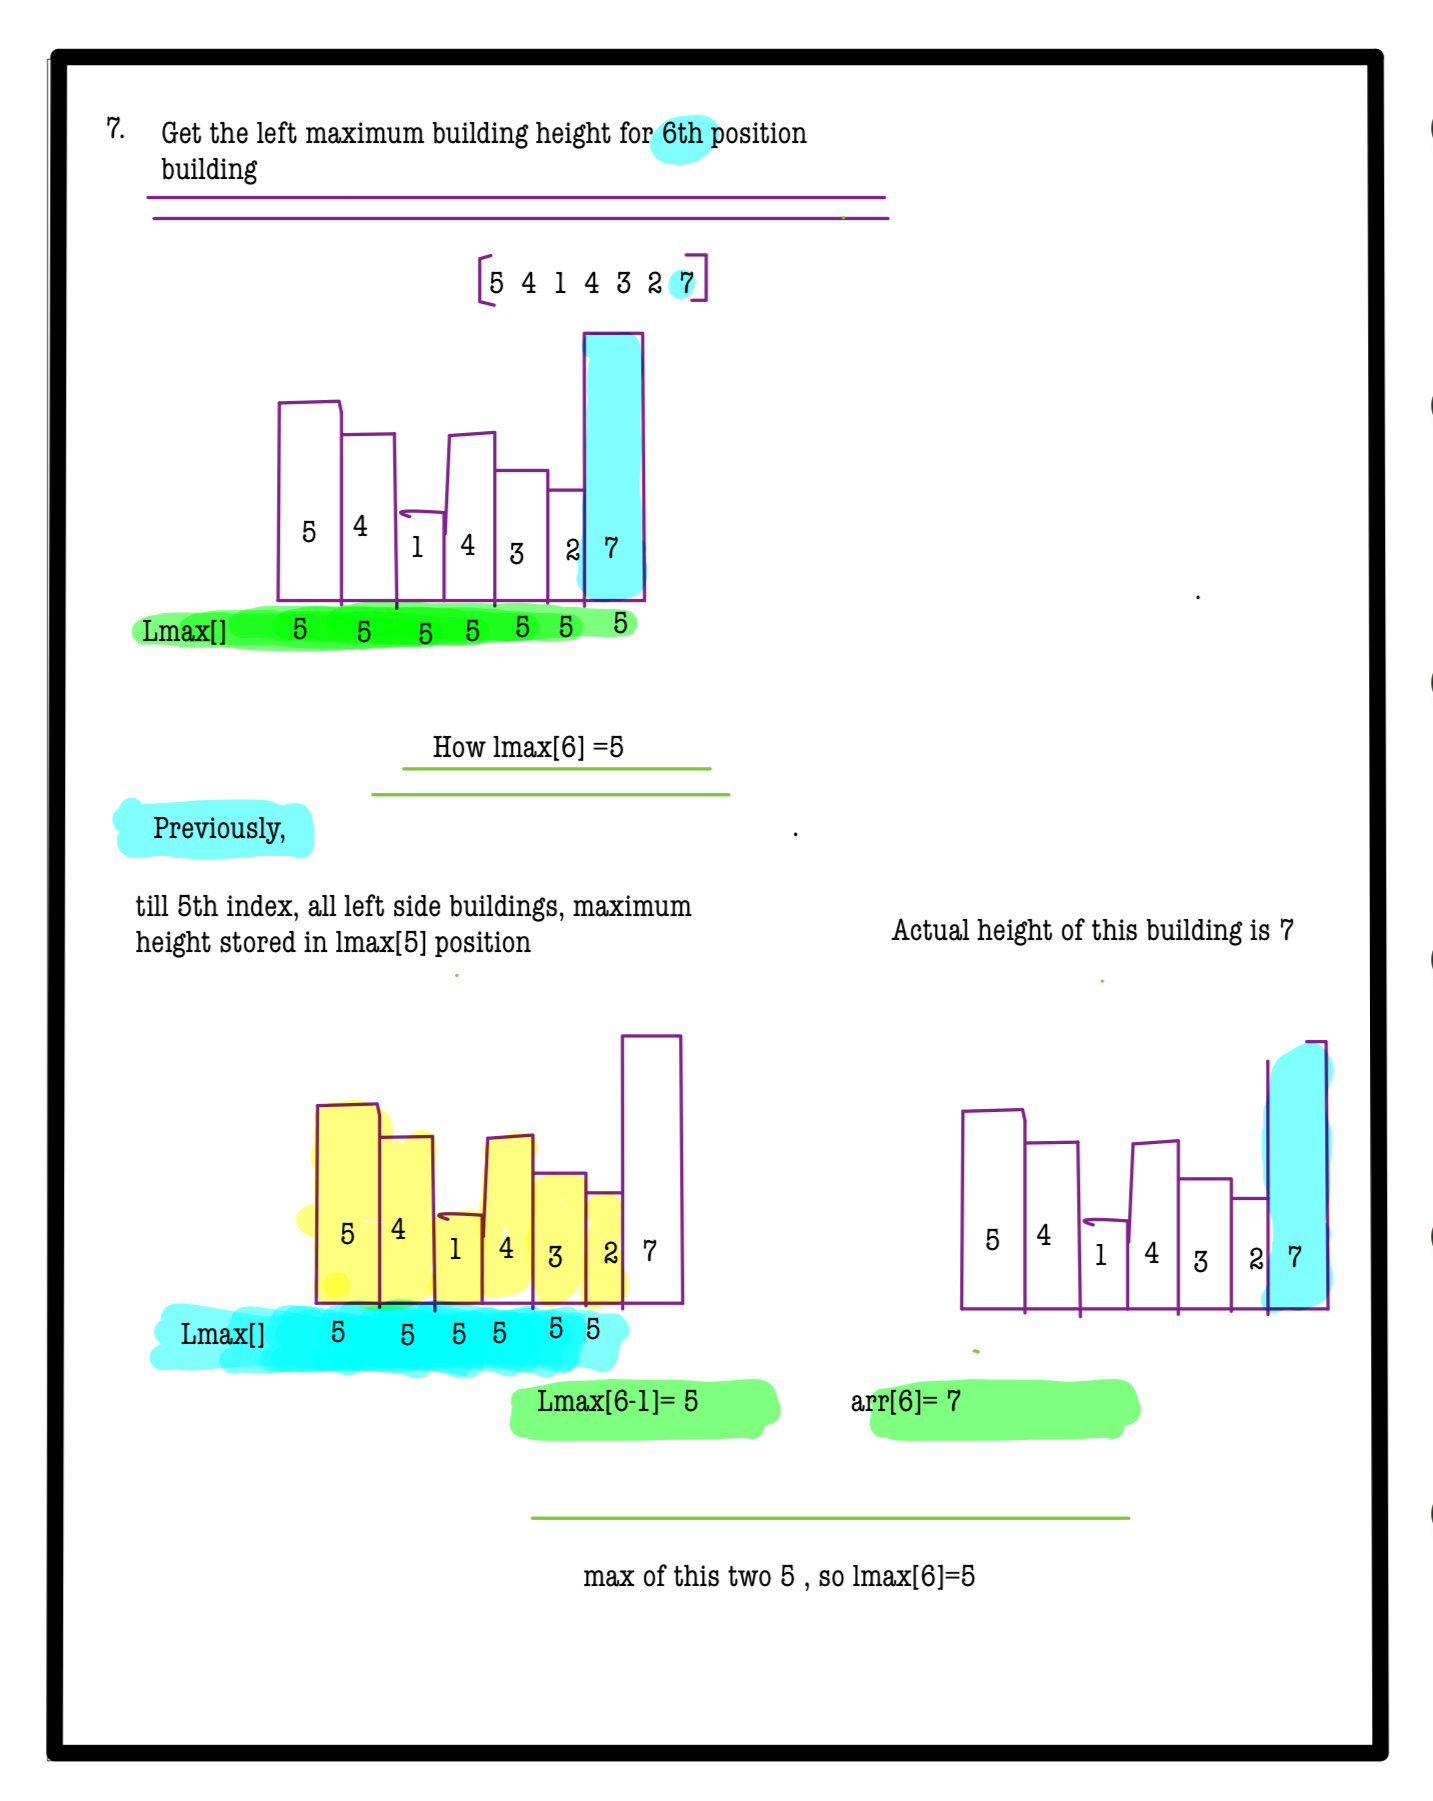 7. Get the left maximum building height for 6th position
building
[5 4 1 4 3 2 7]
5 4 1 4 3 2 7
Lmax[] 5 5 5 5 5 5 5
How lmax[6] =5
Previously,
till 5th index, all left side buildings, maximum
height stored in lmax[5] position
Actual height of this building is 7
5 4 1 4 3 2 7
Lmax[] 5 5 5 5 5 5
5 4 1 4 3 2 7
Lmax[6-1]= 5
arr[6]= 7
max of this two 5 , so lmax[6]=5